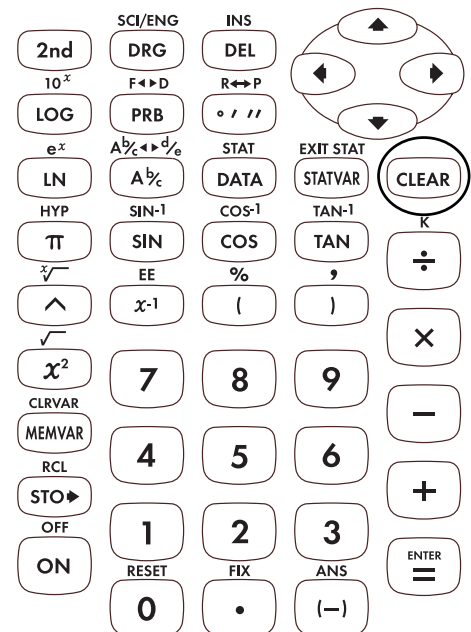 SCI/ENG INS
2nd DRG DEL
10ˣ F◂▸D R↔P
LOG PRB ° ′ ″
eˣ Ab/c◂▸d/e STAT EXIT STAT
LN Ab/c DATA STATVAR CLEAR
HYP SIN-1 COS-1 TAN-1 K
π SIN COS TAN ÷
ˣ√ EE % ,
^ x-1 ( ) ×
√
x² 7 8 9 −
CLRVAR
MEMVAR 4 5 6
RCL
STO▸ +
OFF 1 2 3
ON ENTER
RESET FIX ANS =
0 . (−)